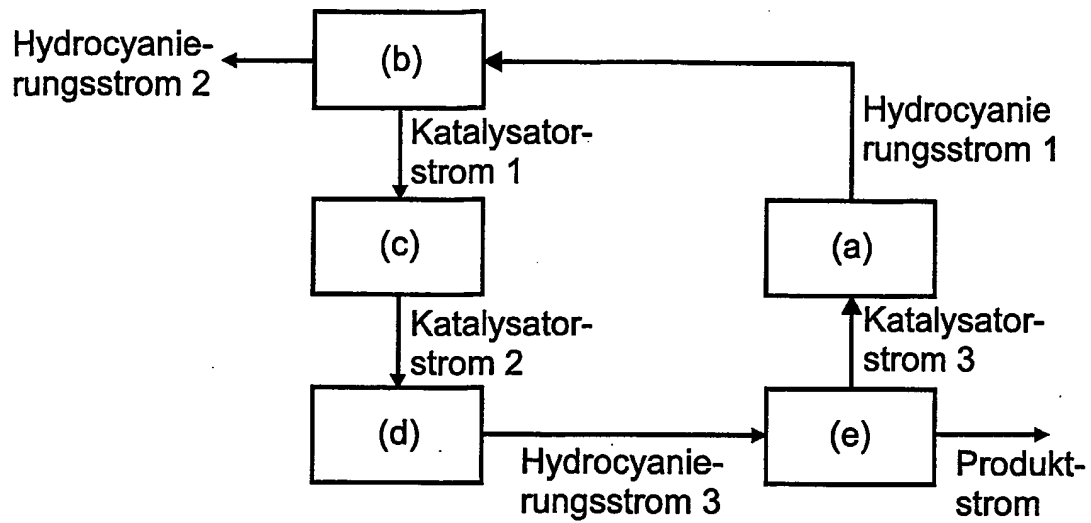 Hydrocyanie-
rungsstrom 2
(b)
Hydrocyanie
rungsstrom 1
Katalysator-
strom 1
(c)
(a)
Katalysator-
strom 2
Katalysator-
strom 3
(d)
(e)
Hydrocyanie-
rungsstrom 3
Produkt-
strom